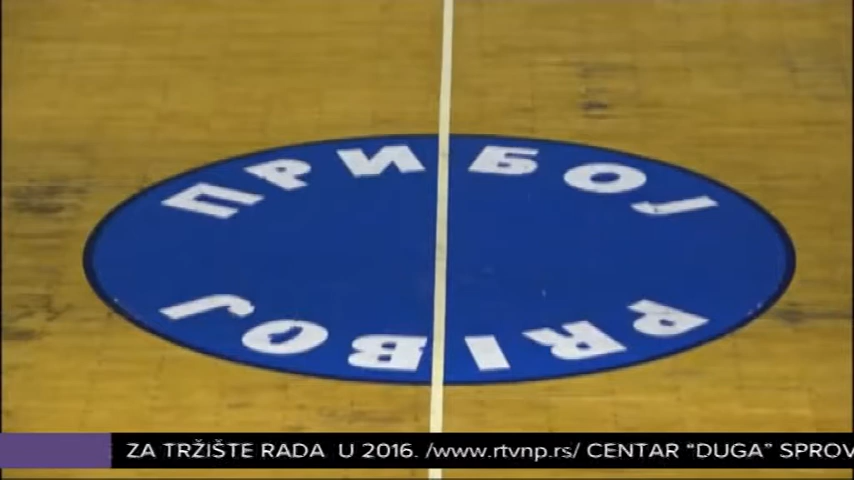 ПРИБОЈ
PRIBOJ
ZA TRŽIŠTE RADA U 2016. /www.rtvnp.rs/ CENTAR "DUGA" SPROV